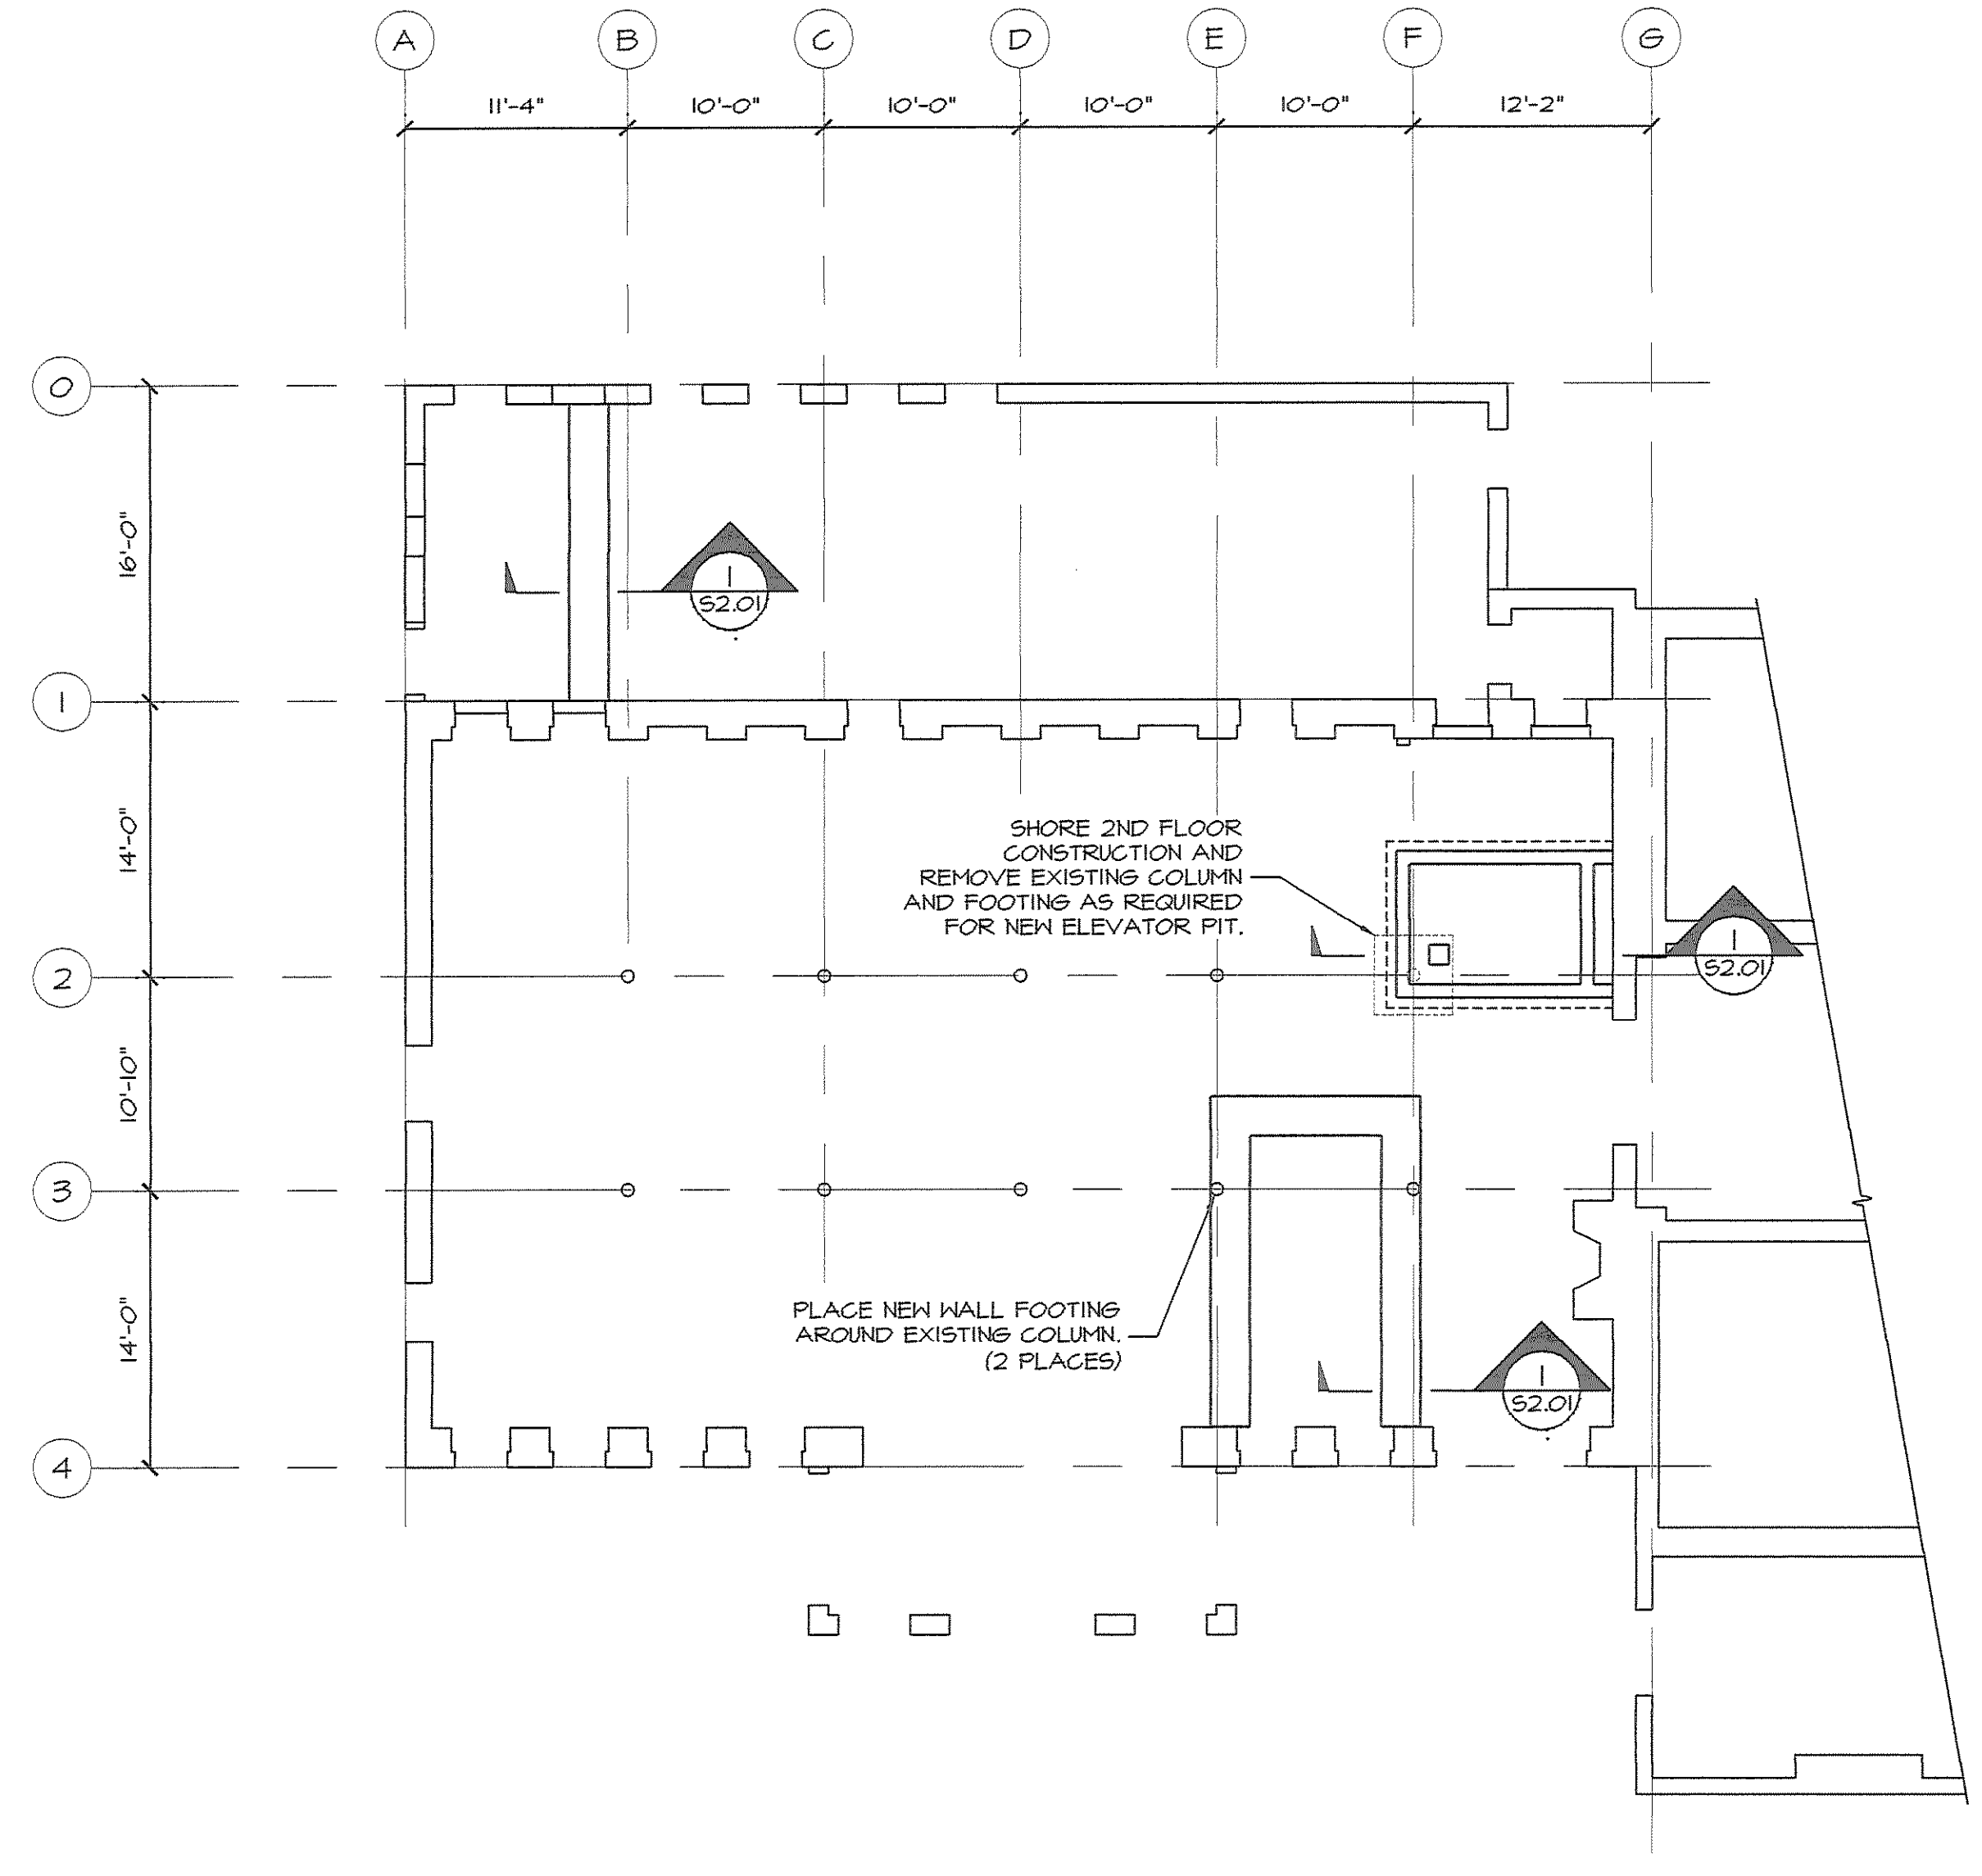 A B C D E F G
11'-4" 10'-0" 10'-0" 10'-0" 10'-0" 12'-2"
0
16'-0"
1
S2.01
1
14'-0"
SHORE 2ND FLOOR
CONSTRUCTION AND
REMOVE EXISTING COLUMN
AND FOOTING AS REQUIRED
FOR NEW ELEVATOR PIT.
1
S2.01
2
10'-10"
3
14'-0"
PLACE NEW WALL FOOTING
AROUND EXISTING COLUMN.
(2 PLACES)
1
S2.01
4